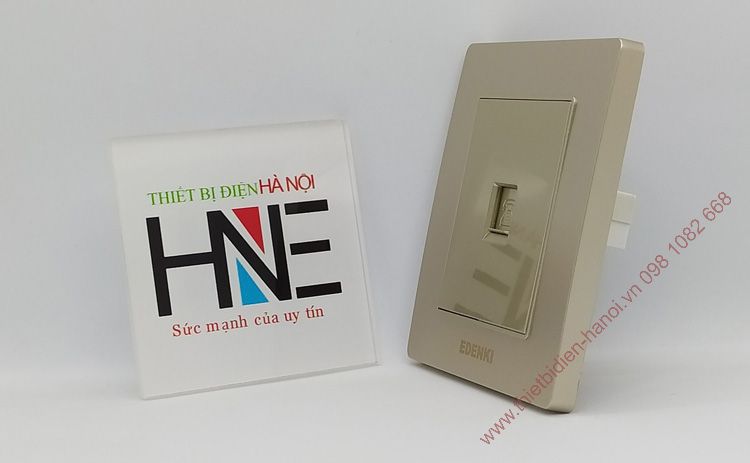 THIẾT BỊ ĐIỆN HÀ NỘI
HNE
Sức mạnh của uy tín
EDENKI
www.thietbidien-hanoi.vn 098 1082 668